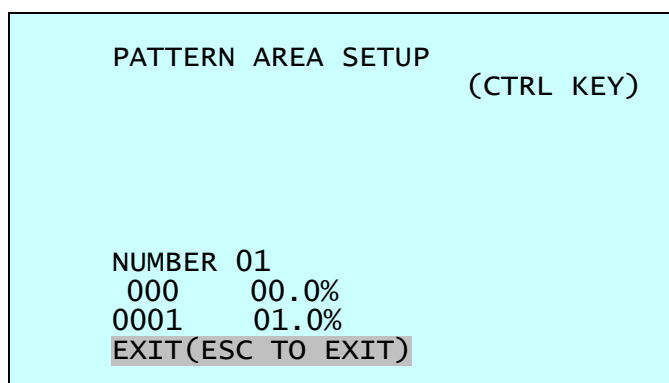 PATTERN AREA SETUP
(CTRL KEY)
NUMBER 01
000 00.0%
0001 01.0%
EXIT(ESC TO EXIT)